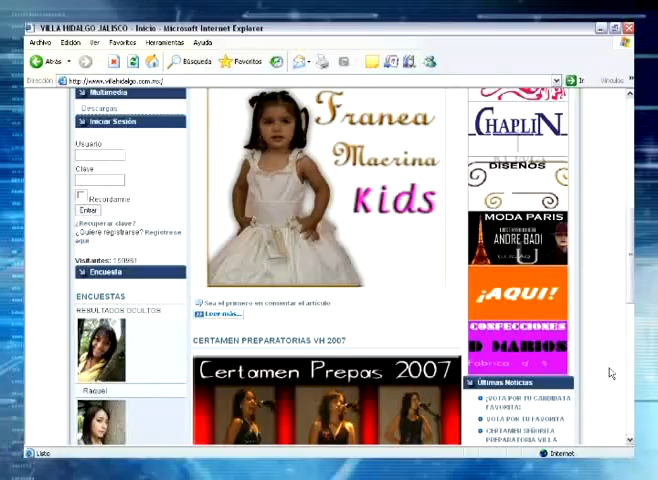 VILLA HIDALGO JALISCO - Inicio - Microsoft Internet Explorer
Archivo Edición Ver Favoritos Herramientas Ayuda
Atrás Búsqueda Favoritos
Dirección http://www.villahidalgo.com.mx/ Ir Vínculos
Multimedia
Descargas
Iniciar Sesión
Usuario
Clave
Recordarme
Entrar
¿Recuperar clave?
¿Quiere registrarse? Registrese
aquí
Visitantes:
Encuesta
ENCUESTAS
RESULTADOS OCULTOS
Raquel
Franea
Macrina
Kids
Sea el primero en comentar el artículo
Leer más...
CERTAMEN PREPARATORIAS VH 2007
Certamen Prepas 2007
CHAPLIN
DISEÑOS
MODA PARIS
ANDRE BADI
¡AQUI!
CONFECCIONES
D MARIOS
Fabrica
Últimas Noticias
¡VOTA POR TU CANDIDATA
FAVORITA!
VOTA POR TU FAVORITA
CERTAMEN SEÑORITA
PREPARATORIA VILLA
Listo Internet